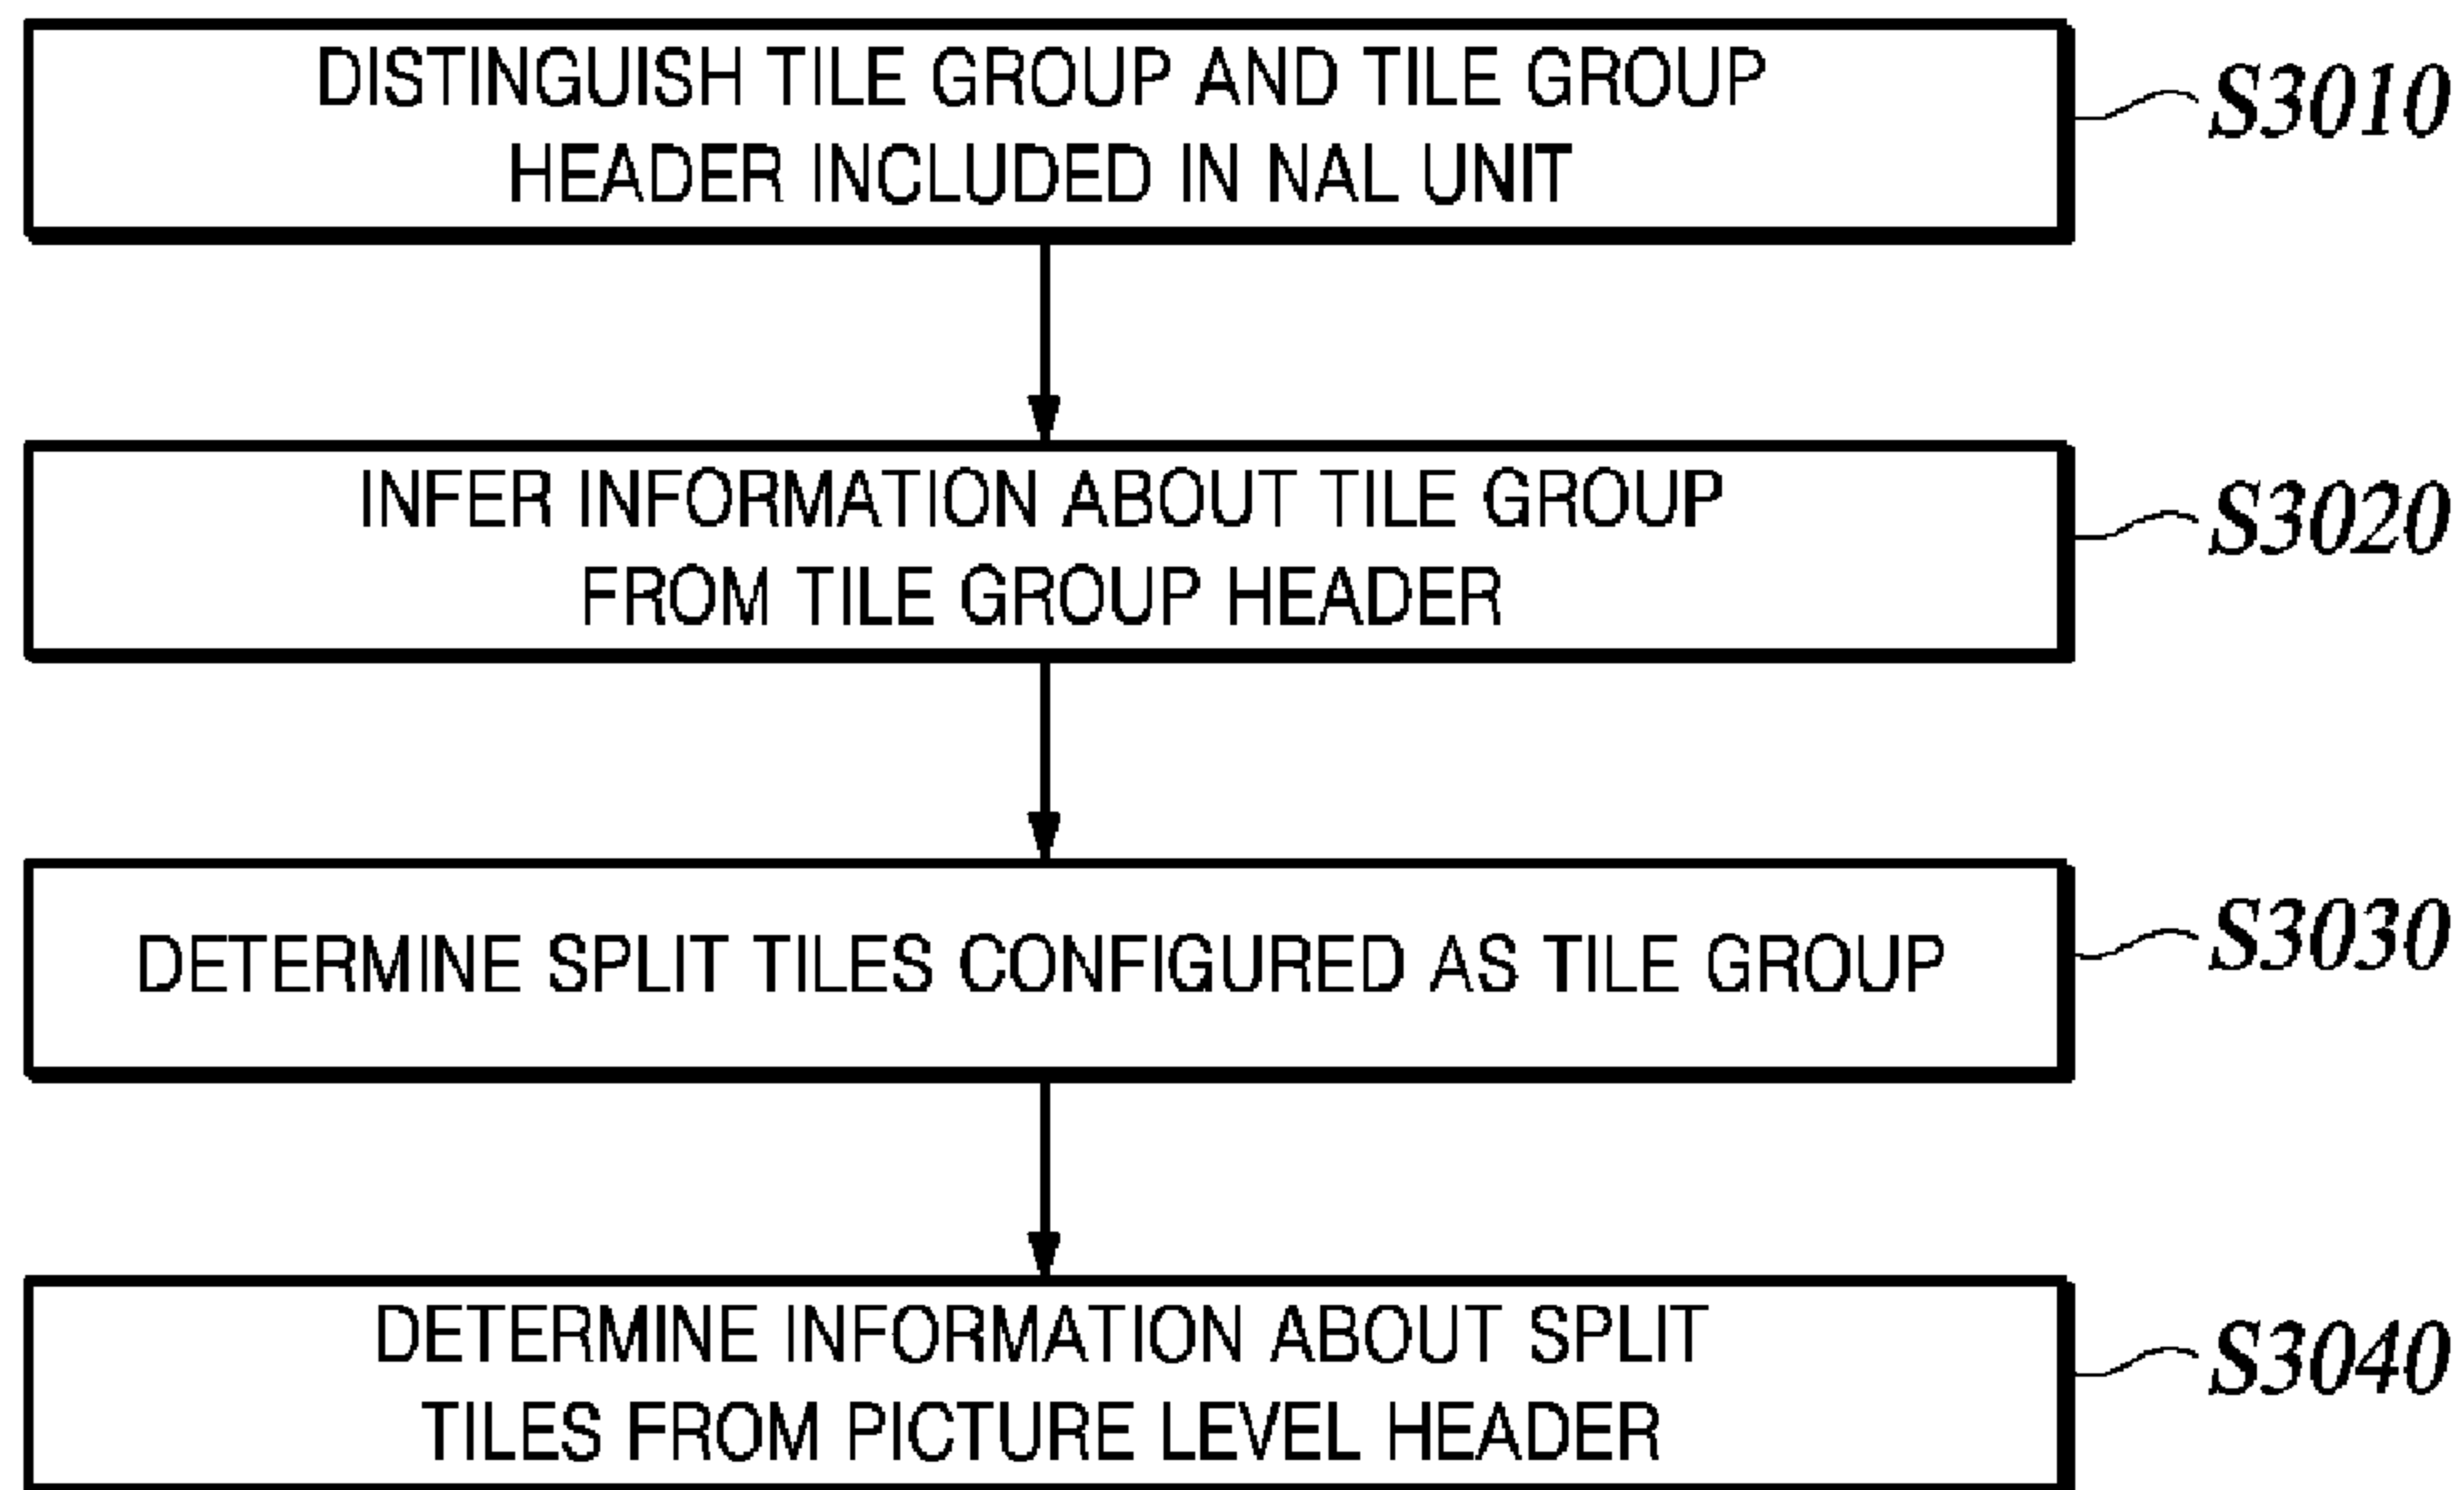 DISTINGUISH TILE GROUP AND TILE GROUP
HEADER INCLUDED IN NAL UNIT
S3010
INFER INFORMATION ABOUT TILE GROUP
FROM TILE GROUP HEADER
S3020
DETERMINE SPLIT TILES CONFIGURED AS TILE GROUP
S3030
DETERMINE INFORMATION ABOUT SPLIT
TILES FROM PICTURE LEVEL HEADER
S3040